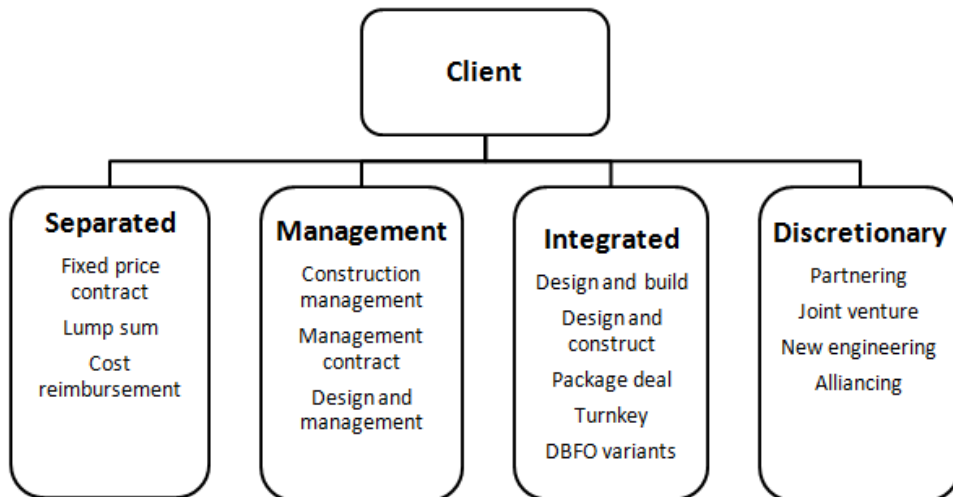 Client
Separated
Fixed price
contract
Lump sum
Cost
reimbursement
Management
Construction
management
Management
contract
Design and
management
Integrated
Design and build
Design and
construct
Package deal
Turnkey
DBFO variants
Discretionary
Partnering
Joint venture
New engineering
Alliancing